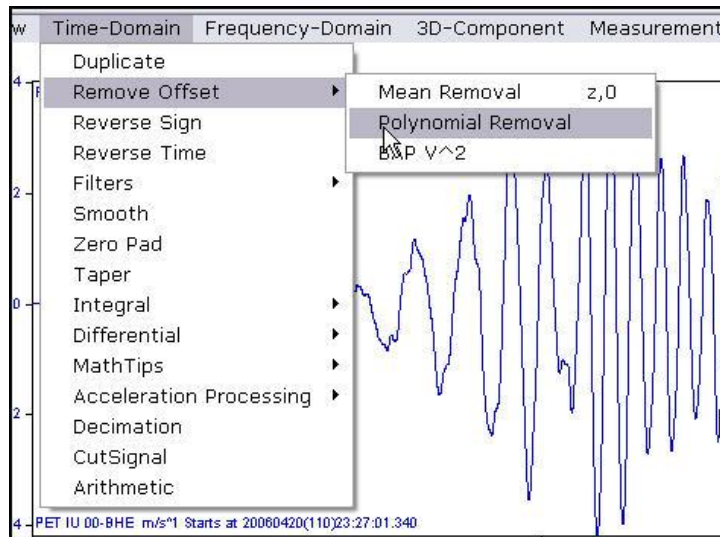 w Time-Domain Frequency-Domain 3D-Component Measurement
Duplicate
Remove Offset
Mean Removal z,0
Reverse Sign
Polynomial Removal
Reverse Time
BAP V^2
Filters
Smooth
Zero Pad
Taper
Integral
Differential
MathTips
Acceleration Processing
Decimation
CutSignal
Arithmetic
4
2
0
2
4
PET IU 00-BHE m/s^1 Starts at 20060420(110)23:27:01.340